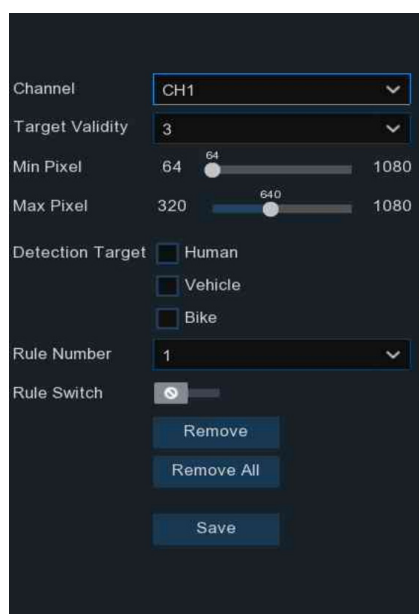 Channel CH1
Target Validity 3
64
Min Pixel 64 1080
640
Max Pixel 320 1080
Detection Target Human
Vehicle
Bike
Rule Number 1
Rule Switch
Remove
Remove All
Save